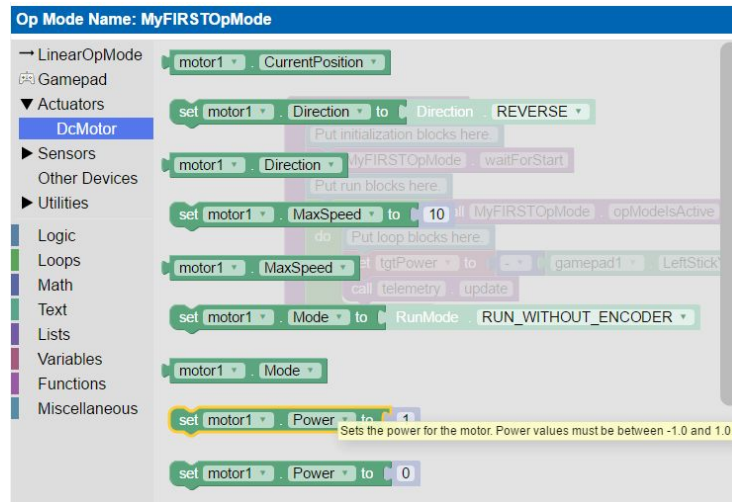 Op Mode Name: MyFIRSTOpMode
LinearOpMode
Gamepad
Actuators
DcMotor
Sensors
Other Devices
Utilities
Logic
Loops
Math
Text
Lists
Variables
Functions
Miscellaneous
motor1 . CurrentPosition
set motor1 . Direction to Direction . REVERSE
Put initialization blocks here.
motor1 . Direction
MyFIRSTOpMode . waitForStart
Put run blocks here.
set motor1 . MaxSpeed to 10
MyFIRSTOpMode . opModeIsActive
do Put loop blocks here.
motor1 . MaxSpeed
tgtPower to - gamepad1 . LeftStickY
call telemetry . update
set motor1 . Mode to RunMode . RUN_WITHOUT_ENCODER
motor1 . Mode
set motor1 . Power to 1
Sets the power for the motor. Power values must be between -1.0 and 1.0
set motor1 . Power to 0